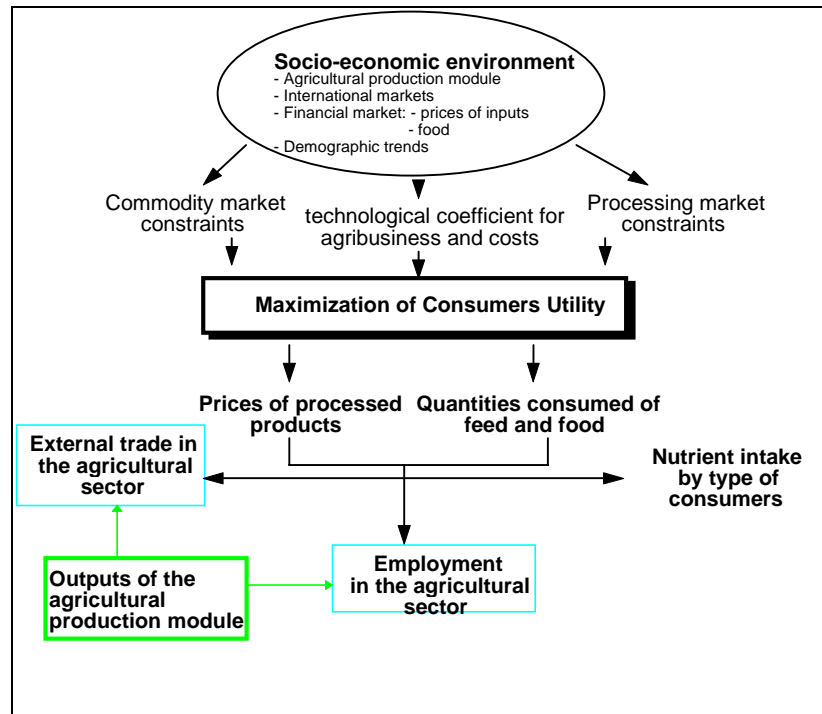 Socio-economic environment
- Agricultural production module
- International markets
- Financial market: - prices of inputs
- food
- Demographic trends
Commodity market
constraints
technological coefficient for
agribusiness and costs
Processing market
constraints
Maximization of Consumers Utility
Prices of processed
products
Quantities consumed of
feed and food
External trade in
the agricultural
sector
Nutrient intake
by type of
consumers
Outputs of the
agricultural
production module
Employment
in the agricultural
sector